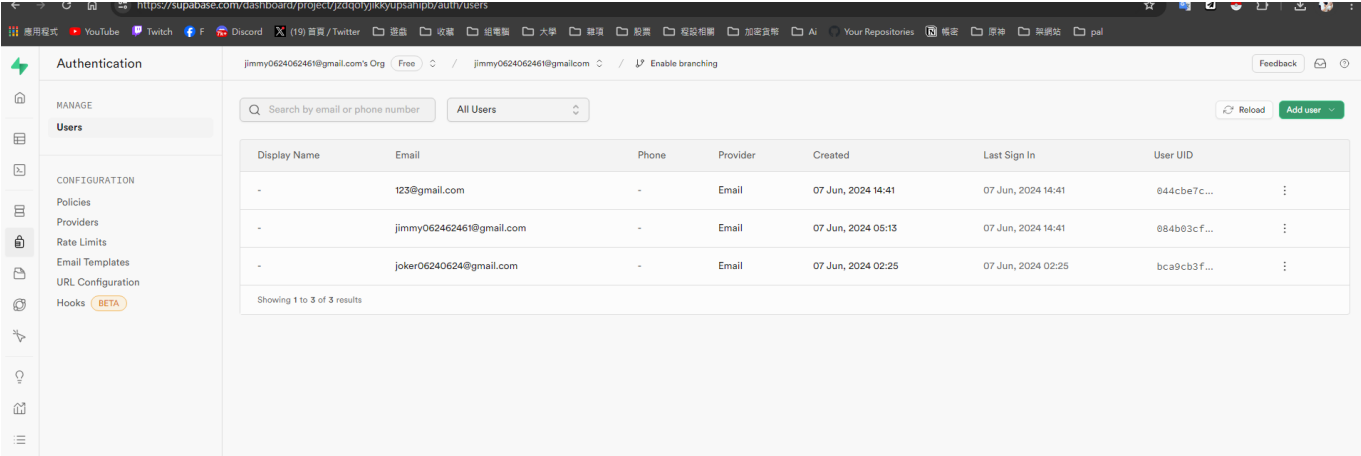 https://supabase.com/dashboard/project/jzdqofyjikkyupsahipb/auth/users
應用程式 YouTube Twitch F Discord (19) 首頁 / Twitter 遊戲 收藏 組電腦 大學 雜項 股票 程設相關 加密貨幣 Ai Your Repositories 帳密 原神 架網站 pal
Authentication jimmy0624062461@gmail.com's Org Free / jimmy0624062461@gmailcom / Enable branching Feedback
MANAGE
Users
CONFIGURATION
Policies
Providers
Rate Limits
Email Templates
URL Configuration
Hooks BETA
Search by email or phone number All Users Reload Add user
Display Name Email Phone Provider Created Last Sign In User UID
- 123@gmail.com - Email 07 Jun, 2024 14:41 07 Jun, 2024 14:41 044cbe7c...
- jimmy062462461@gmail.com - Email 07 Jun, 2024 05:13 07 Jun, 2024 14:41 084b03cf...
- joker06240624@gmail.com - Email 07 Jun, 2024 02:25 07 Jun, 2024 02:25 bca9cb3f...
Showing 1 to 3 of 3 results